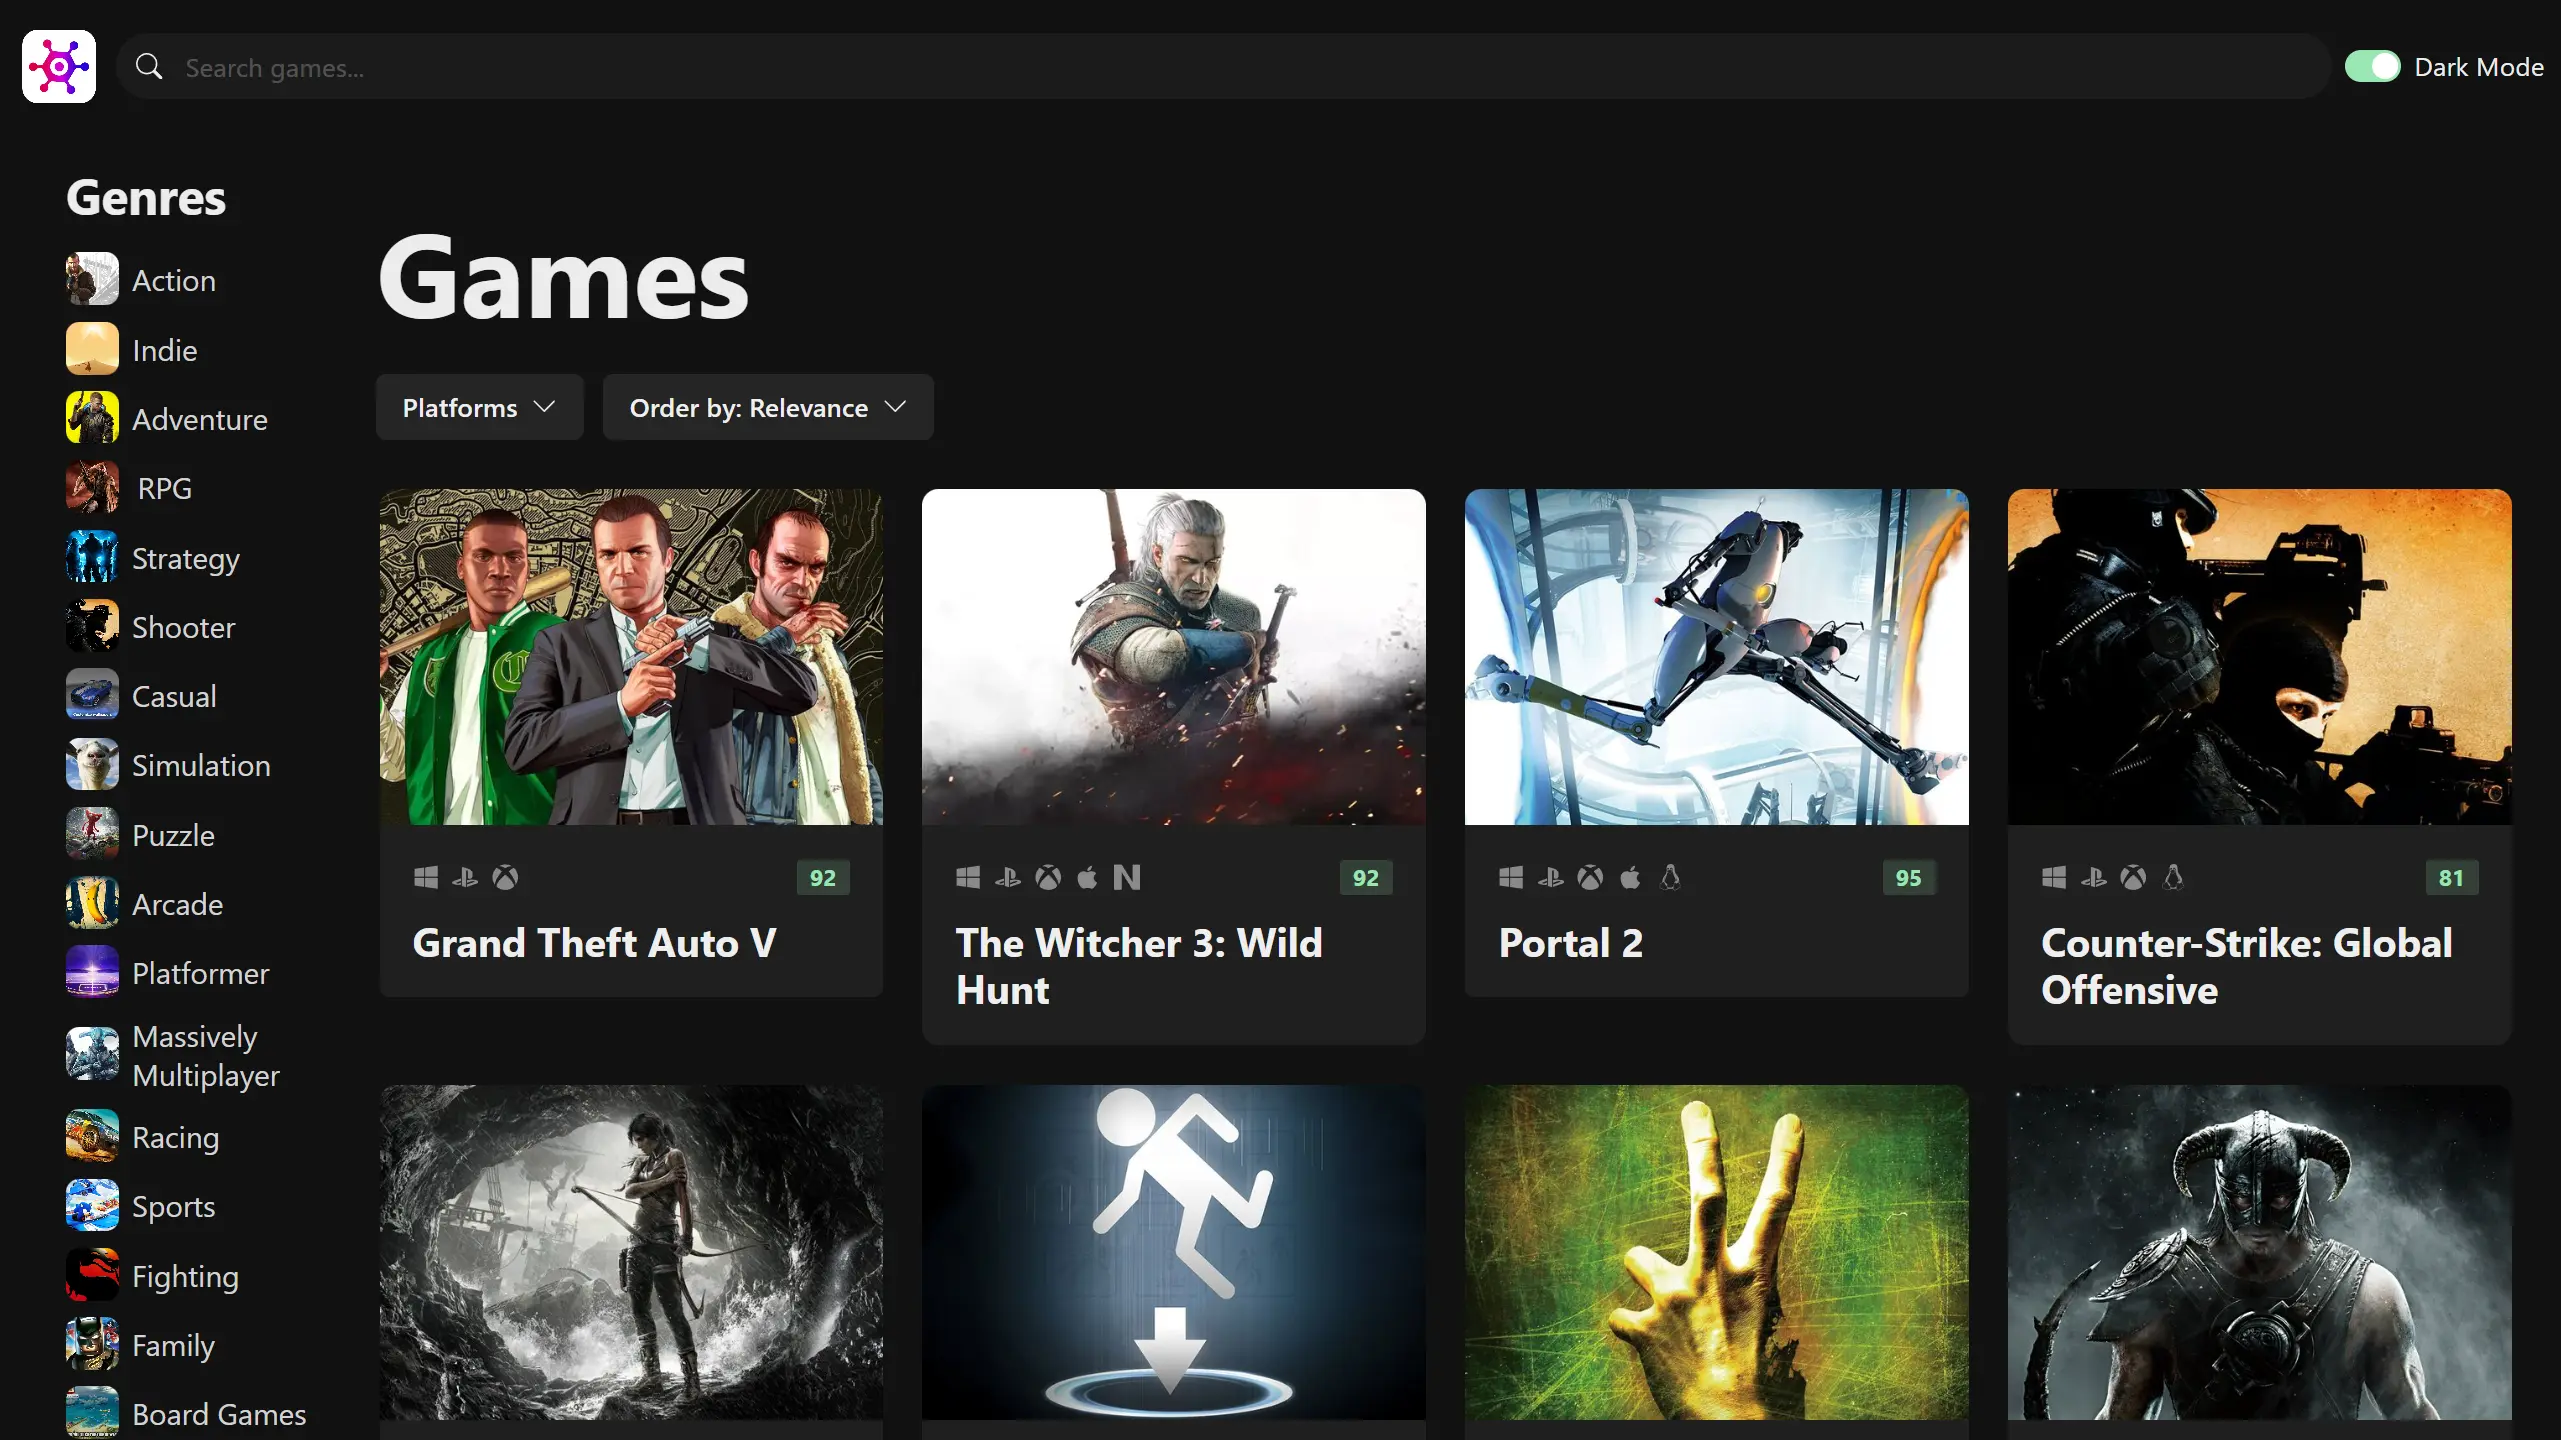 Search games...
Dark Mode
Genres
Action
Indie
Adventure
RPG
Strategy
Shooter
Casual
Simulation
Puzzle
Arcade
Platformer
Massively
Multiplayer
Racing
Sports
Fighting
Family
Board Games
Games
Platforms
Order by: Relevance
92
Grand Theft Auto V
92
The Witcher 3: Wild
Hunt
95
Portal 2
81
Counter-Strike: Global
Offensive